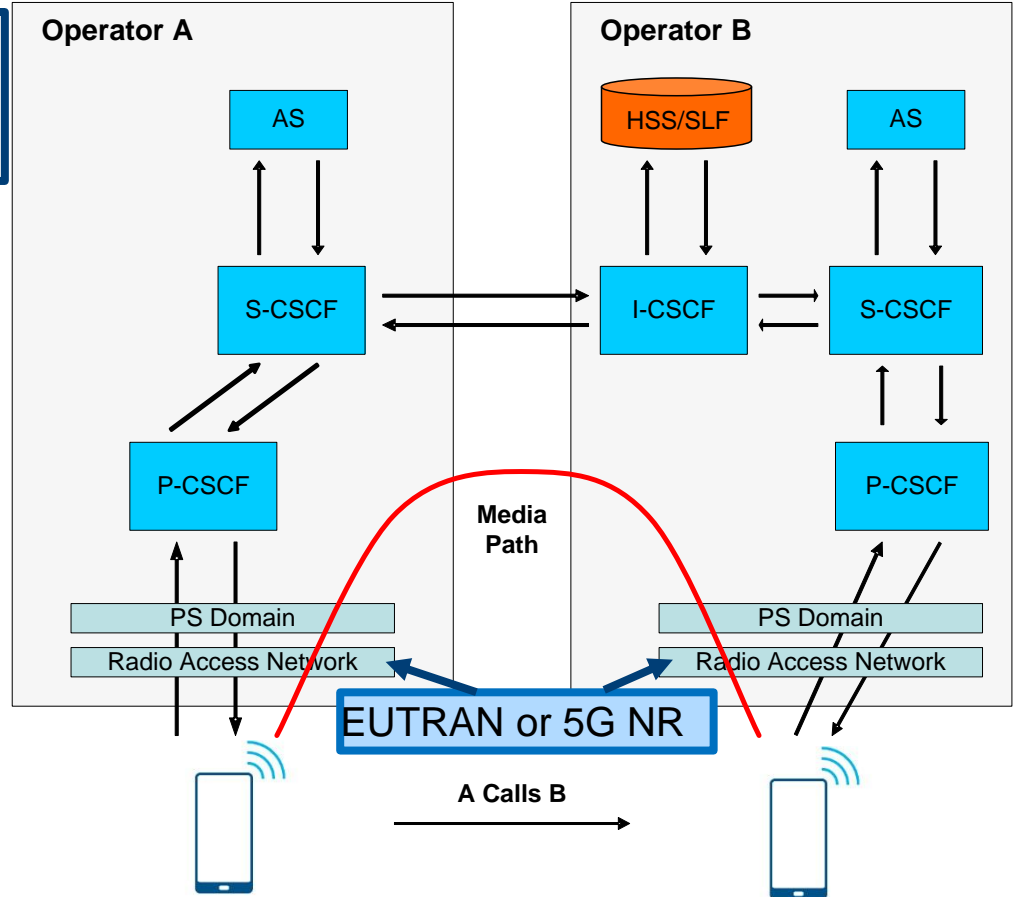 Operator A
Operator B
AS
HSS/SLF
AS
S-CSCF
I-CSCF
S-CSCF
P-CSCF
P-CSCF
Media
Path
PS Domain
PS Domain
Radio Access Network
Radio Access Network
EUTRAN or 5G NR
A Calls B